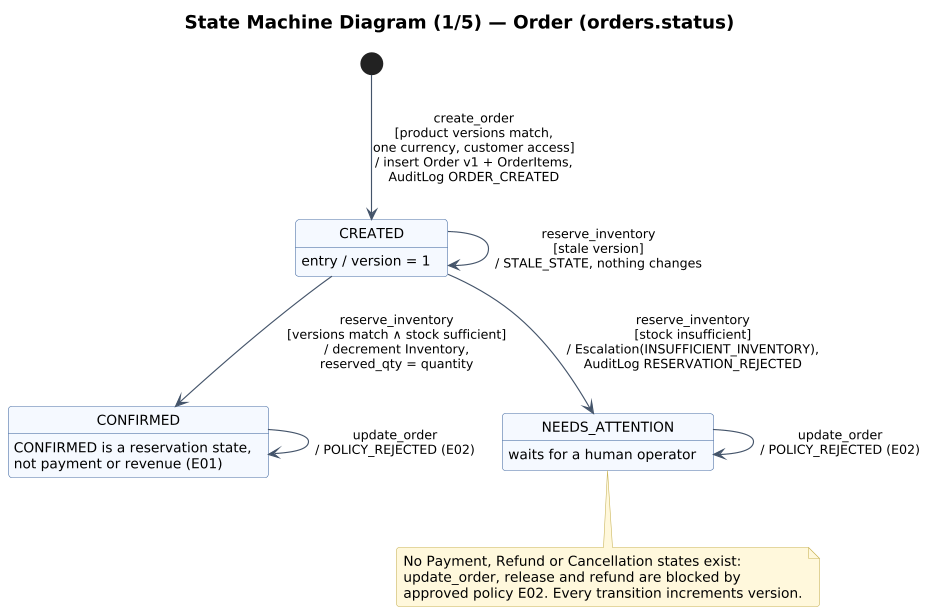 State Machine Diagram (1/5) — Order (orders.status)
create_order
[product versions match,
one currency, customer access]
/ insert Order v1 + OrderItems,
AuditLog ORDER_CREATED
CREATED
entry / version = 1
reserve_inventory
[stale version]
/ STALE_STATE, nothing changes
reserve_inventory
[versions match ∧ stock sufficient]
/ decrement Inventory,
reserved_qty = quantity
reserve_inventory
[stock insufficient]
/ Escalation(INSUFFICIENT_INVENTORY),
AuditLog RESERVATION_REJECTED
CONFIRMED
CONFIRMED is a reservation state,
not payment or revenue (E01)
update_order
/ POLICY_REJECTED (E02)
NEEDS_ATTENTION
waits for a human operator
update_order
/ POLICY_REJECTED (E02)
No Payment, Refund or Cancellation states exist:
update_order, release and refund are blocked by
approved policy E02. Every transition increments version.